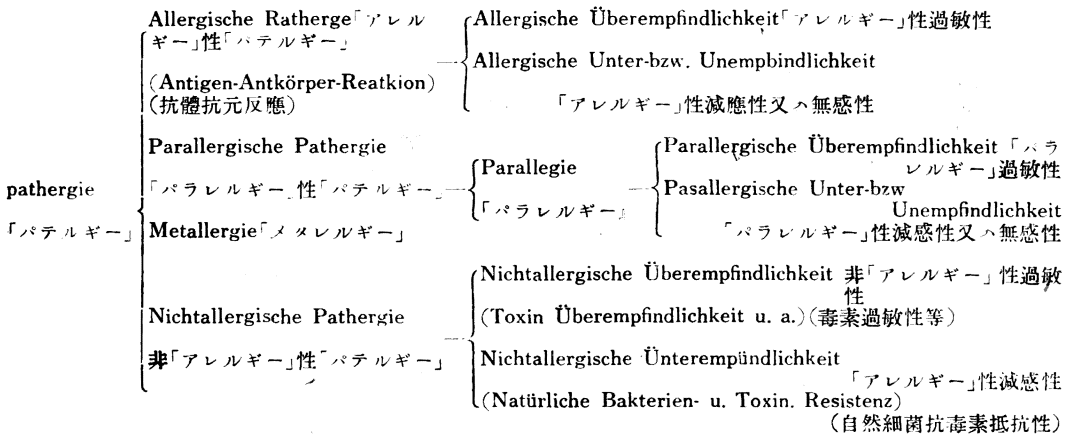 pathergie
「パテルギー」
Allergische Ratherge「アレル
ギー」性「パテルギー」
(Antigen-Antkörper-Reatkion)
(抗體抗元反應)
Allergische Überempfindlichkeit「アレルギー」性過敏性
Allergische Unter-bzw. Unempbindlichkeit
「アレルギー」性減應性又ハ無感性
Parallergische Pathergie
「パラレルギー」性「パテルギー」
Parallegie
「パラレルギー」
Parallergische Überempfindlichkeit「パラ
レルギー」過敏性
Pasallergische Unter-bzw
Unempfindlichkeit
「パラレルギー」性減感性又ハ無感性
Metallergie「メタレルギー」
Nichtallergische Pathergie
非「アレルギー」性「パテルギー」
Nichtallergische Überempfindlichkeit 非「アレルギー」性過敏
性
(Toxin Überempfindlichkeit u. a.)(毒素過敏性等)
Nichtallergische Ünterempündlichkeit
「アレルギー」性減感性
(Natürliche Bakterien- u. Toxin. Resistenz)
(自然細菌抗毒素抵抗性)